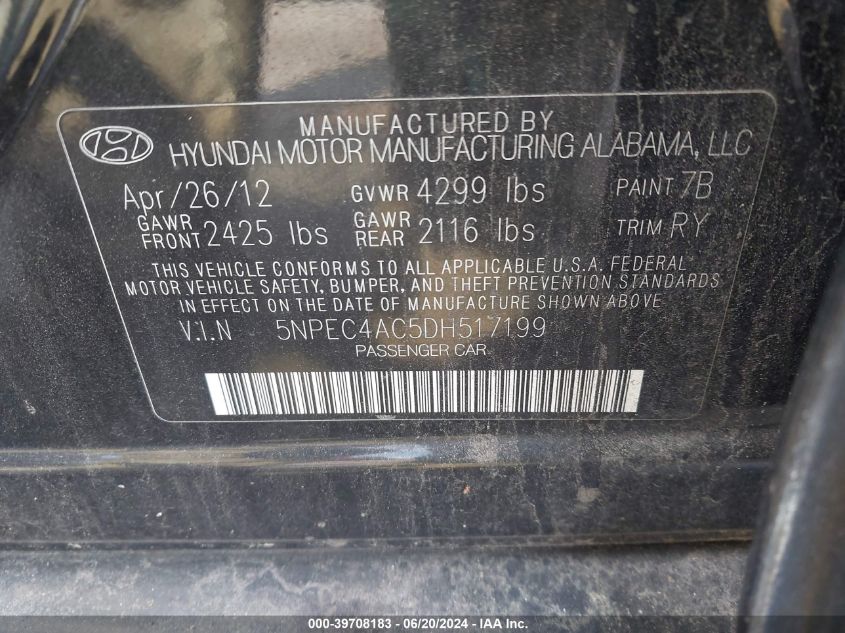 MANUFACTURED BY
HYUNDAI MOTOR MANUFACTURING ALABAMA, LLC
Apr/26/12 GVWR 4299 lbs PAINT 7B
GAWR FRONT 2425 lbs GAWR REAR 2116 lbs TRIM RY
THIS VEHICLE CONFORMS TO ALL APPLICABLE U.S.A. FEDERAL
MOTOR VEHICLE SAFETY, BUMPER, AND THEFT PREVENTION STANDARDS
IN EFFECT ON THE DATE OF MANUFACTURE SHOWN ABOVE.
V.I.N 5NPEC4AC5DH517199
PASSENGER CAR
000-39708183 - 06/20/2024 - IAA Inc.